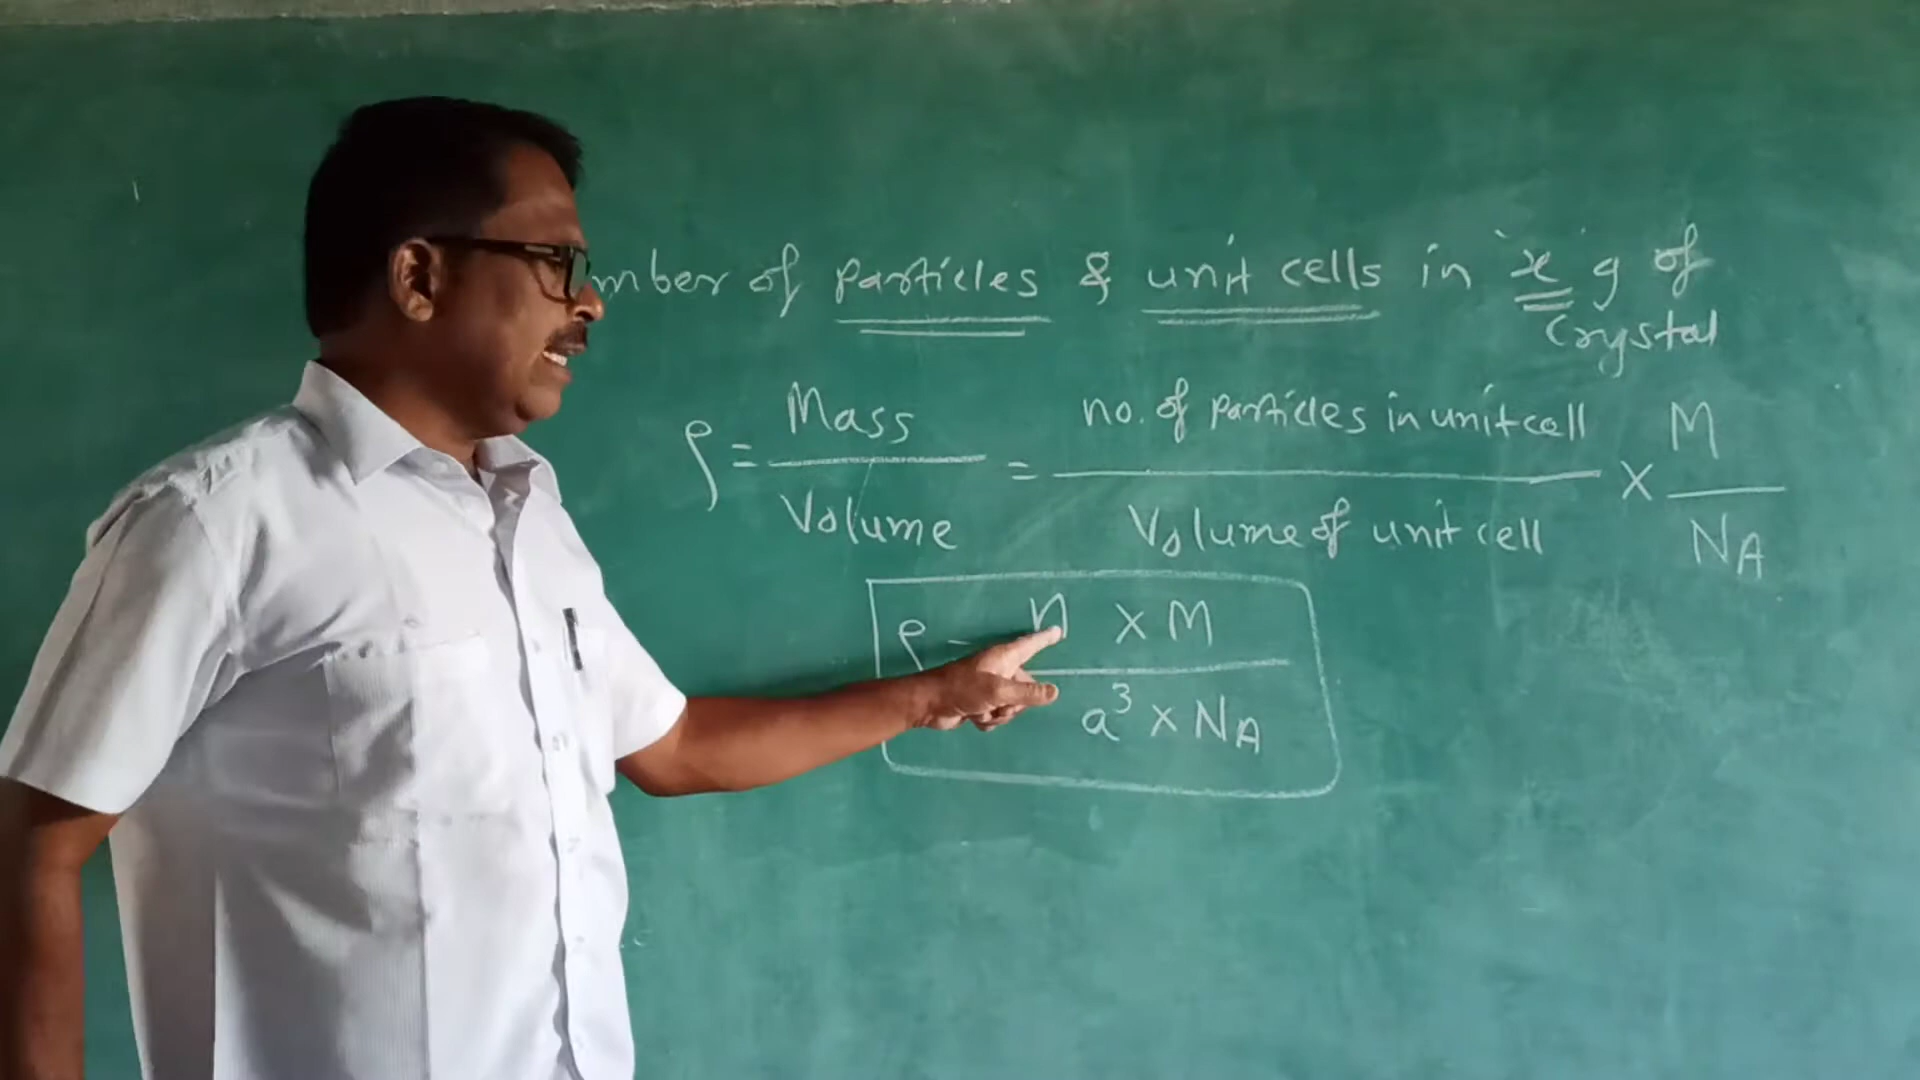 mber of particles & unit cells in 'x' g of
Crystal
ρ = Mass / Volume = no. of particles in unit cell / Volume of unit cell × M / NA
ρ = n × M / a³ × NA